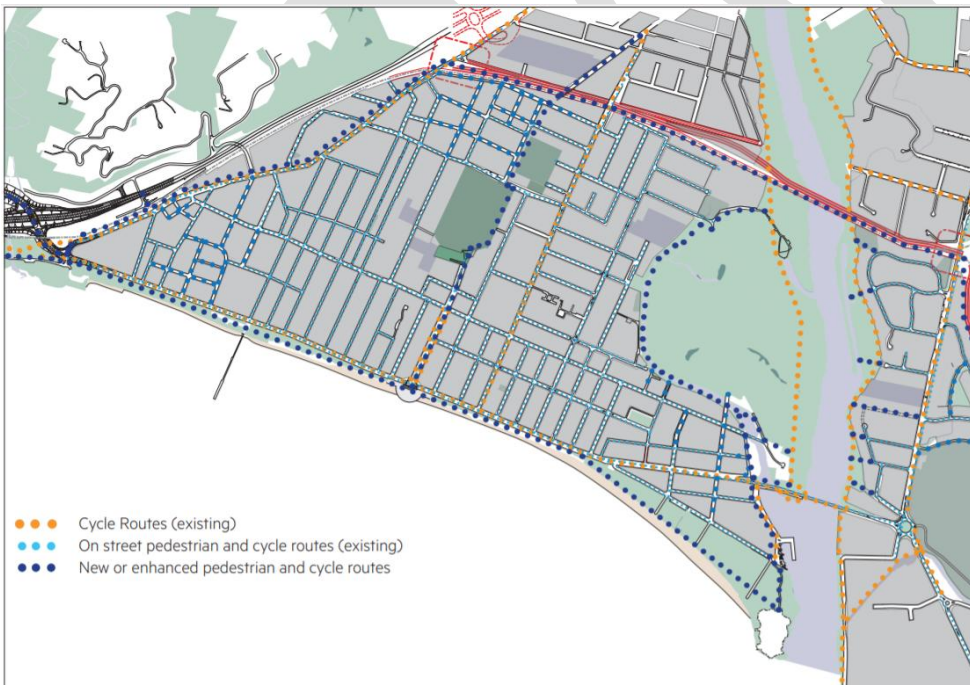 Cycle Routes (existing)
On street pedestrian and cycle routes (existing)
New or enhanced pedestrian and cycle routes